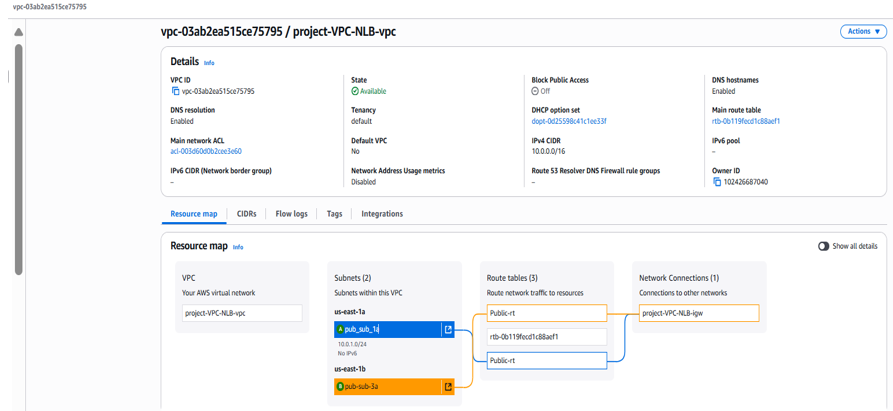 vpc-03ab2ea515ce75795
vpc-03ab2ea515ce75795 / project-VPC-NLB-vpc
Actions ▼
Details Info
VPC ID
vpc-03ab2ea515ce75795
State
Available
Block Public Access
Off
DNS hostnames
Enabled
DNS resolution
Enabled
Tenancy
default
DHCP option set
dopt-0d25598c41c1ee33f
Main route table
rtb-0b119fecd1c88aef1
Main network ACL
acl-003d60d0b2cee3e60
Default VPC
No
IPv4 CIDR
10.0.0.0/16
IPv6 pool
–
IPv6 CIDR (Network border group)
–
Network Address Usage metrics
Disabled
Route 53 Resolver DNS Firewall rule groups
–
Owner ID
102426687040
Resource map
CIDRs
Flow logs
Tags
Integrations
Resource map Info
Show all details
VPC
Your AWS virtual network
project-VPC-NLB-vpc
Subnets (2)
Subnets within this VPC
us-east-1a
A pub_sub_1a
10.0.1.0/24
No IPv6
us-east-1b
B pub-sub-3a
Route tables (3)
Route network traffic to resources
Public-rt
rtb-0b119fecd1c88aef1
Public-rt
Network Connections (1)
Connections to other networks
project-VPC-NLB-igw